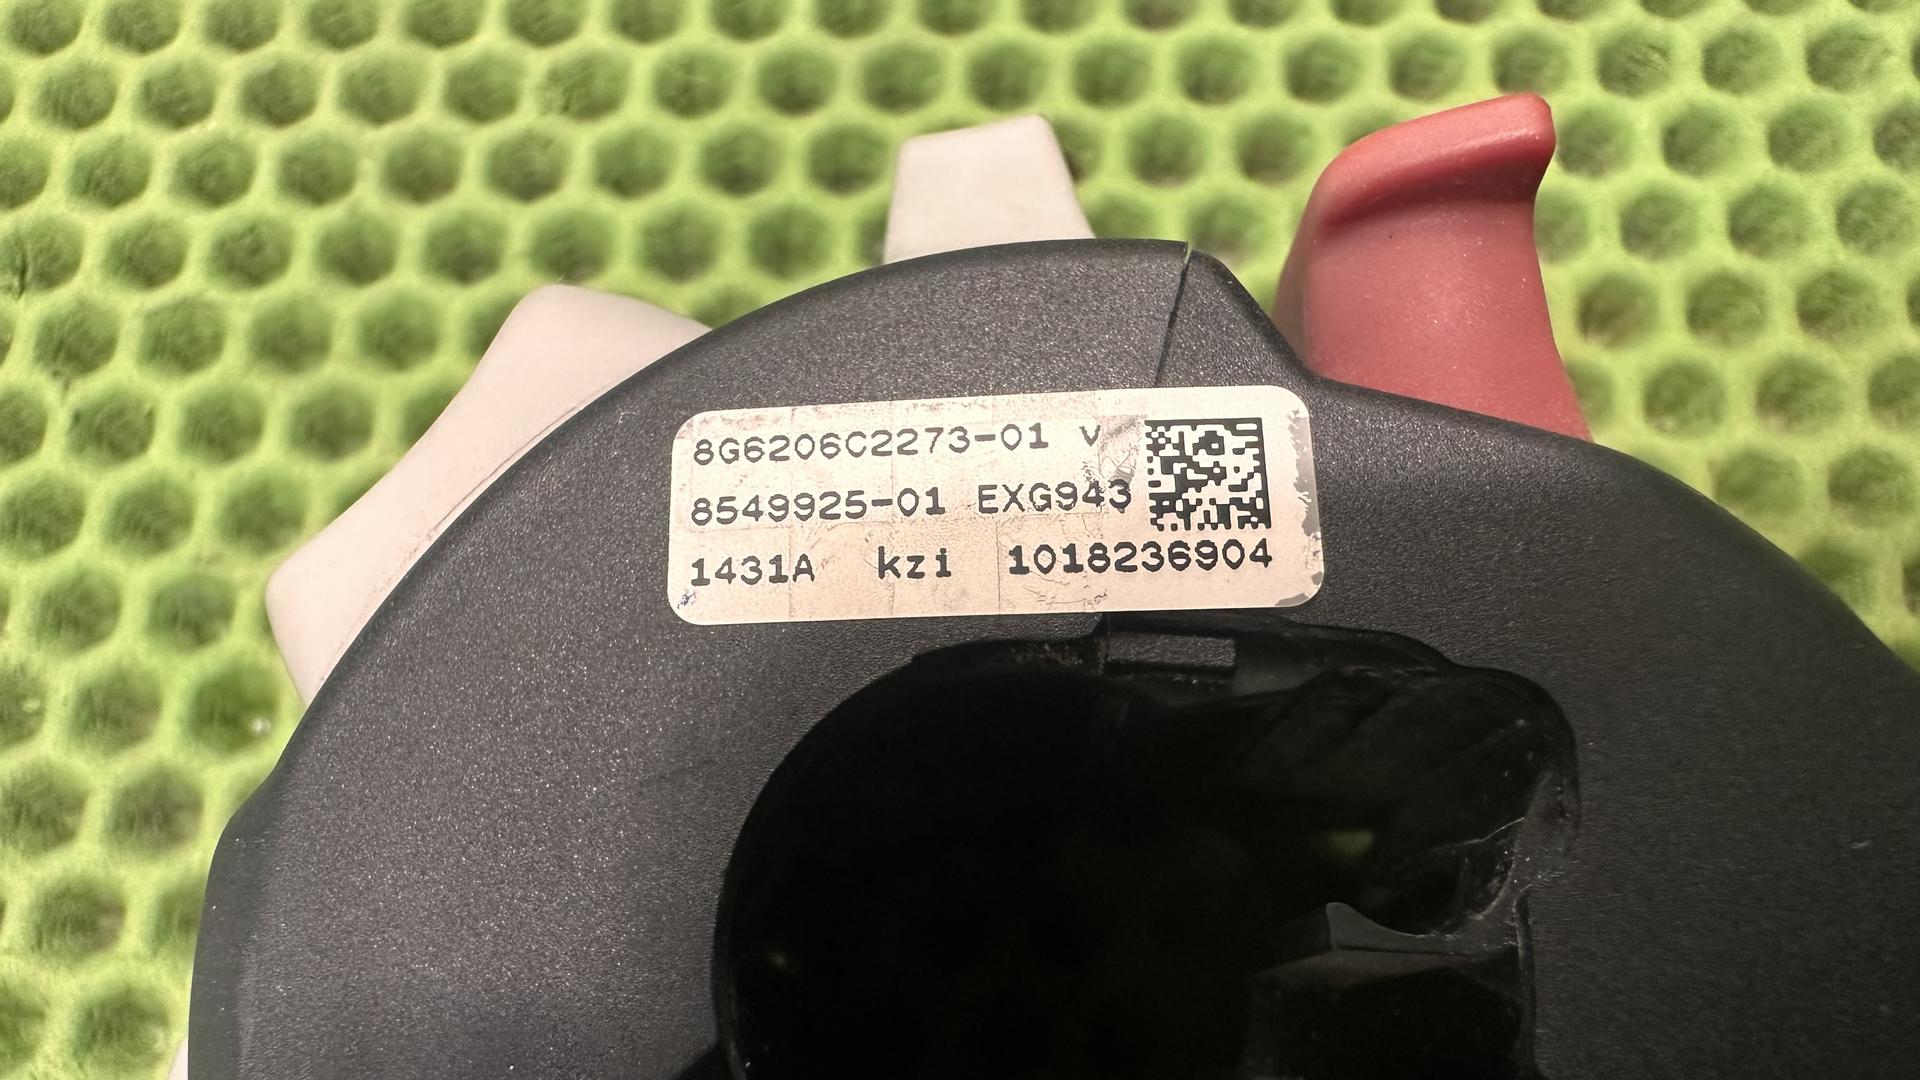 8G6206C2273-01 v
8549925-01 EXG943
1431A kzi 1018236904